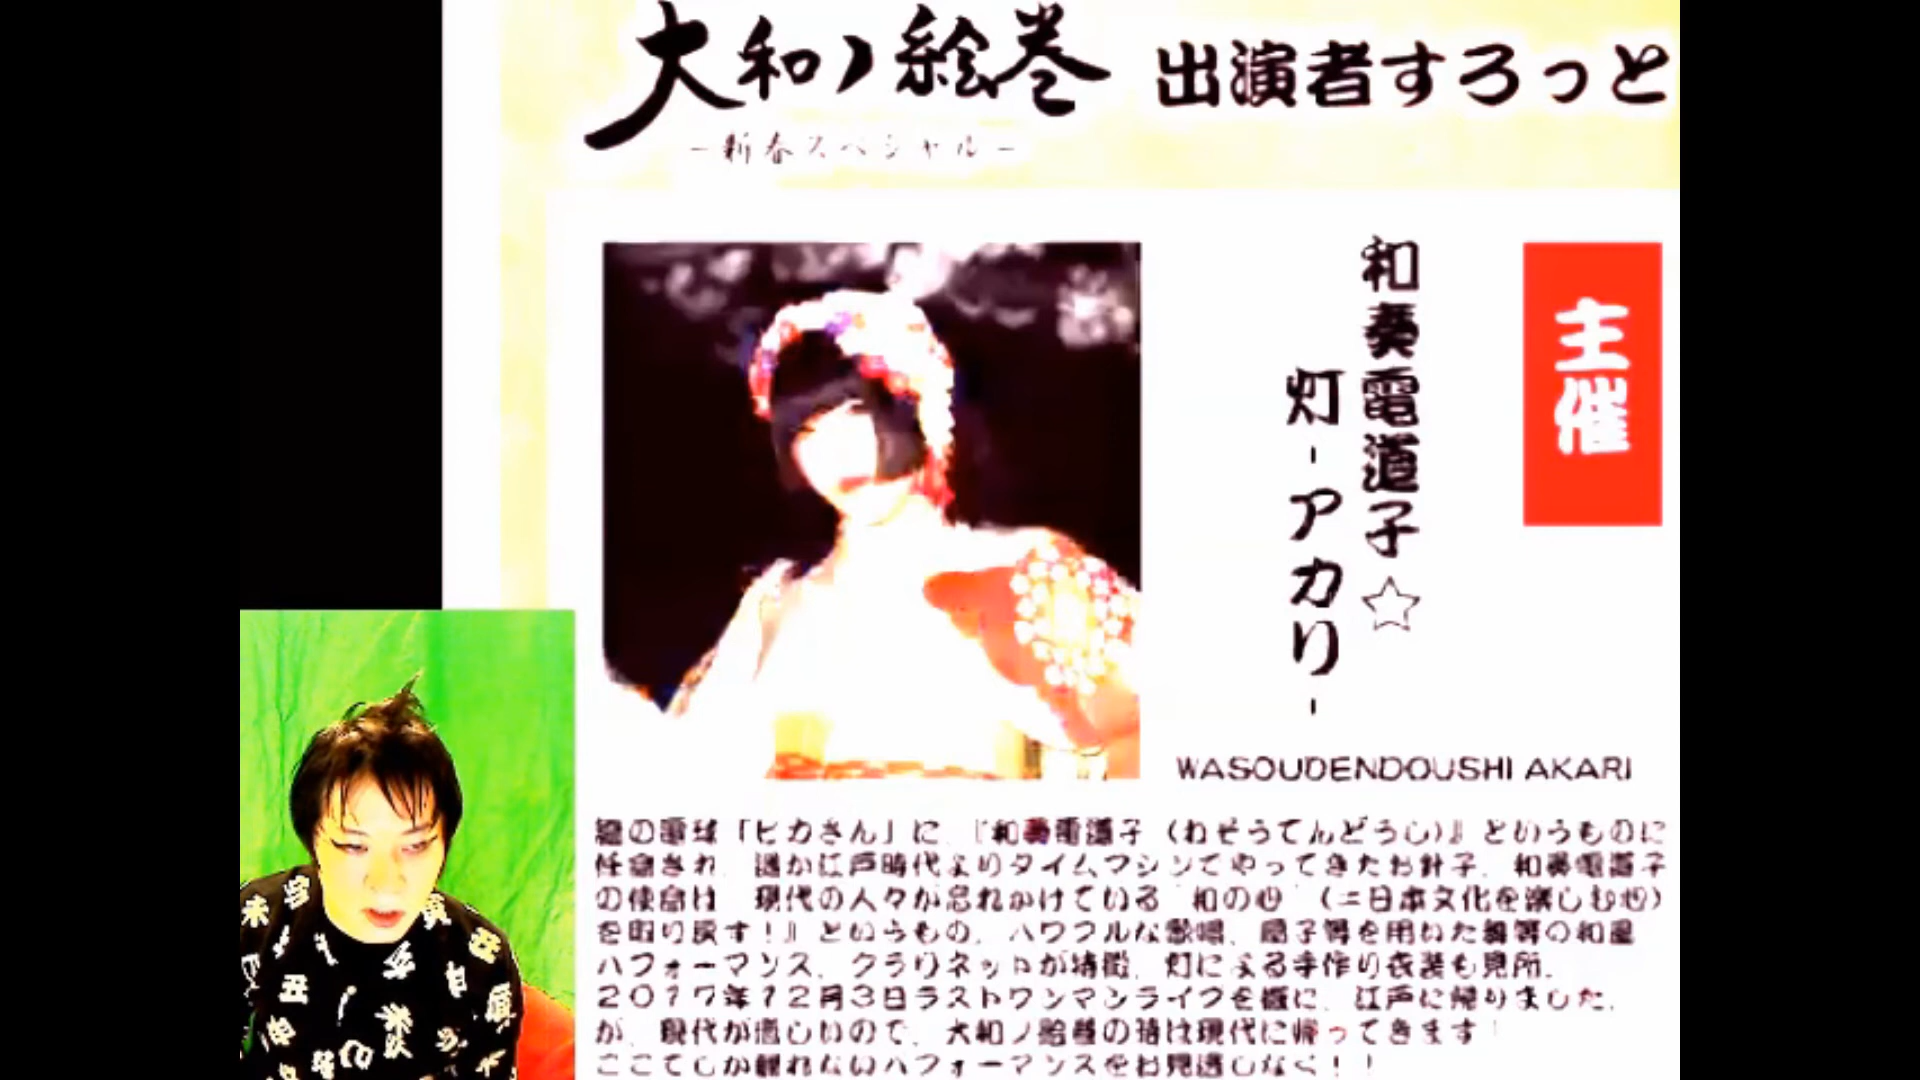 大和ノ絵巻
出演者すろっと
－新春スペシャル－
主催
和奏電道子☆
灯-アカリ-
WASOUDENDOUSHI AKARI
謎の電球「ピカさん」に、『和奏電道子（わそうでんどうし）』というものに
任命され、遥か江戸時代よりタイムマシンでやってきたお針子。和奏電道子
の使命は、現代の人々が忘れかけている“和の心”（＝日本文化を楽しむ心）
を取り戻す！』というもの。パワフルな歌唱、扇子等を用いた舞等の和風
パフォーマンス、クラリネットが特徴。灯による手作り衣装も見所。
２０１７年１２月３日ラストワンマンライブを機に、江戸に帰りました。
が、現代が恋しいので、大和ノ絵巻の時は現代に帰ってきます！
ここでしか観れないパフォーマンスをお見逃しなく！！
未
丑
寅
丑